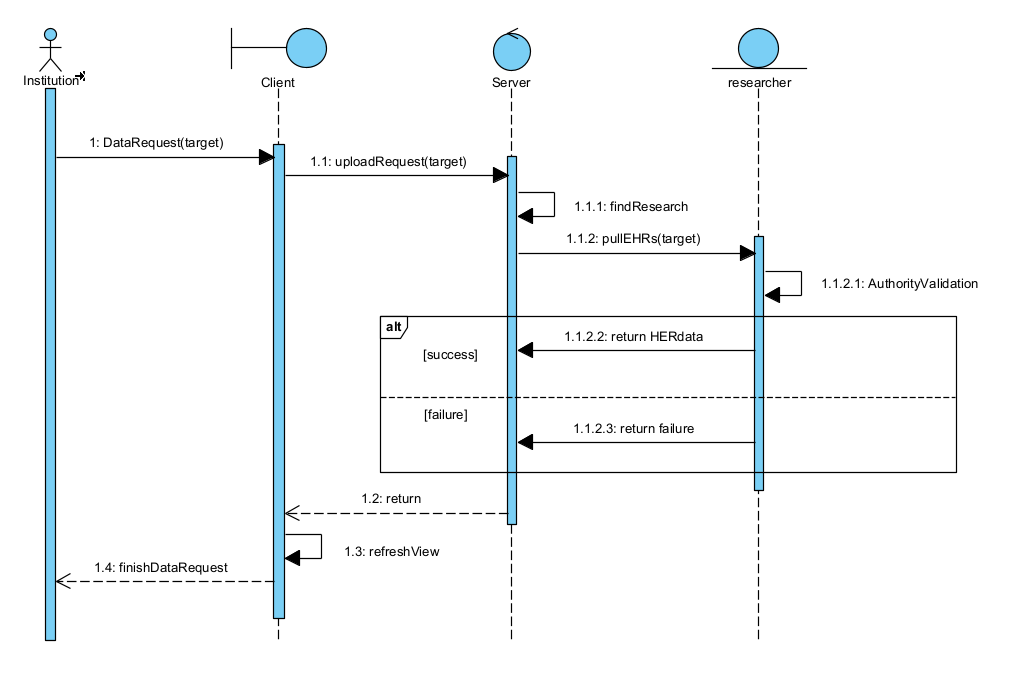 Institution
Client
Server
researcher
1: DataRequest(target)
1.1: uploadRequest(target)
1.1.1: findResearch
1.1.2: pullEHRs(target)
1.1.2.1: AuthorityValidation
alt
1.1.2.2: return HERdata
[success]
[failure]
1.1.2.3: return failure
1.2: return
1.3: refreshView
1.4: finishDataRequest